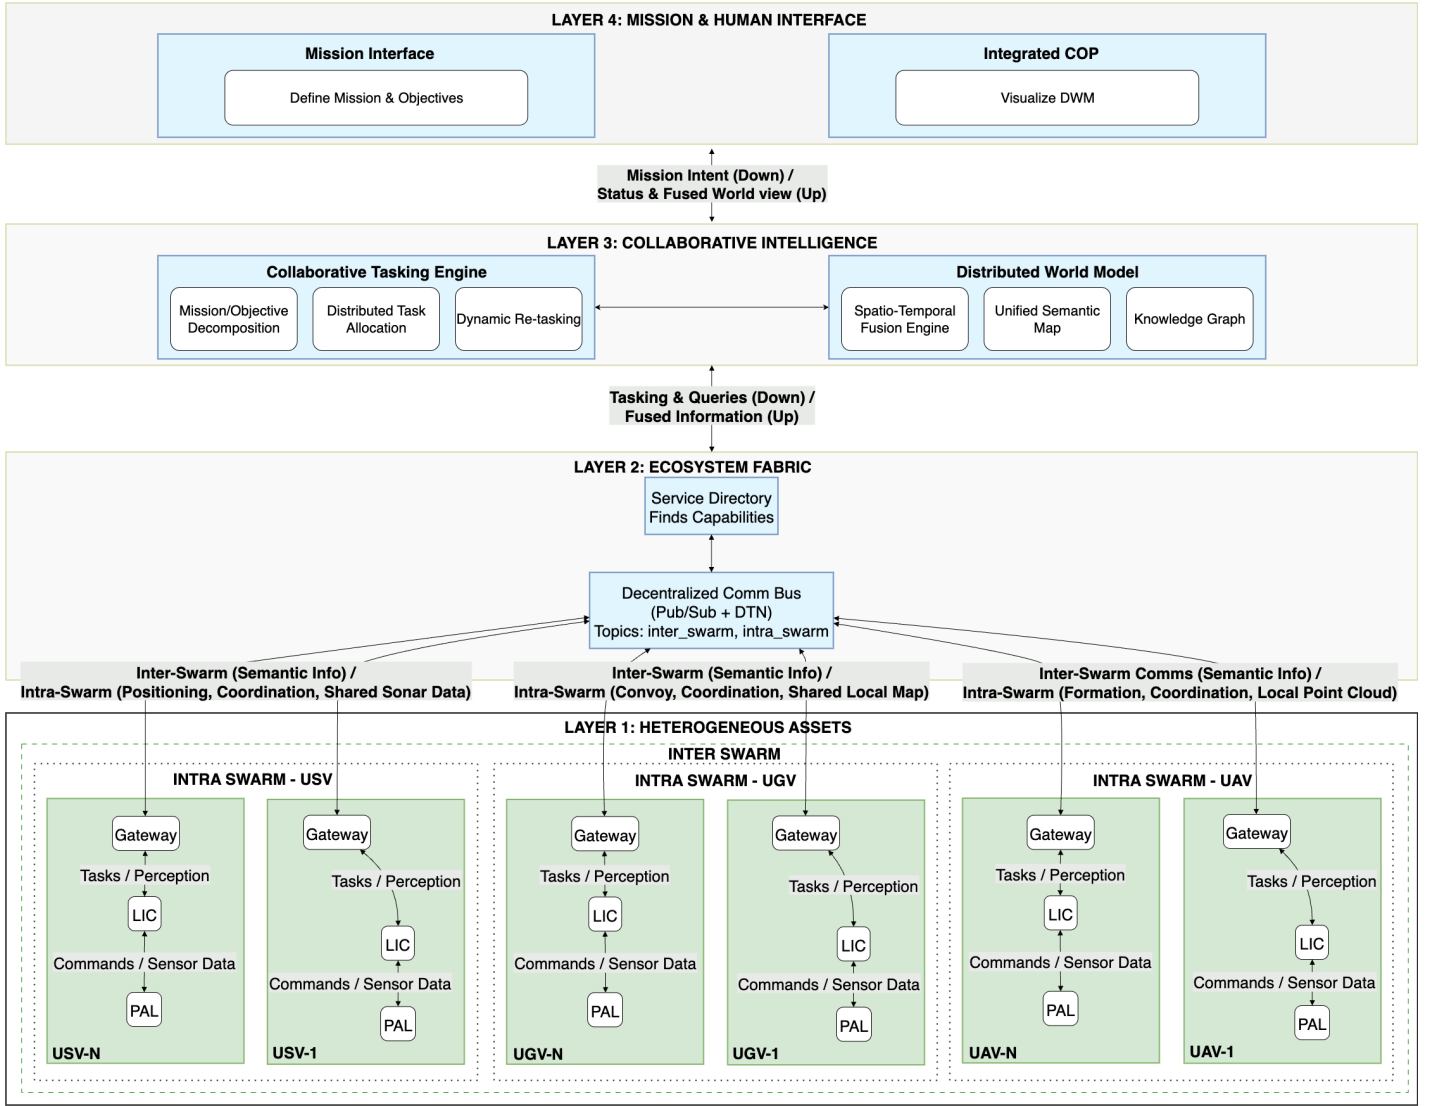 LAYER 4: MISSION & HUMAN INTERFACE
Mission Interface
Define Mission & Objectives
Integrated COP
Visualize DWM
Mission Intent (Down) /
Status & Fused World view (Up)
LAYER 3: COLLABORATIVE INTELLIGENCE
Collaborative Tasking Engine
Mission/Objective
Decomposition
Distributed Task
Allocation
Dynamic Re-tasking
Distributed World Model
Spatio-Temporal
Fusion Engine
Unified Semantic
Map
Knowledge Graph
Tasking & Queries (Down) /
Fused Information (Up)
LAYER 2: ECOSYSTEM FABRIC
Service Directory
Finds Capabilities
Decentralized Comm Bus
(Pub/Sub + DTN)
Topics: inter_swarm, intra_swarm
Inter-Swarm (Semantic Info) /
Intra-Swarm (Positioning, Coordination, Shared Sonar Data)
Inter-Swarm (Semantic Info) /
Intra-Swarm (Convoy, Coordination, Shared Local Map)
Inter-Swarm Comms (Semantic Info) /
Intra-Swarm (Formation, Coordination, Local Point Cloud)
LAYER 1: HETEROGENEOUS ASSETS
INTER SWARM
INTRA SWARM - USV
Gateway
Tasks / Perception
LIC
Commands / Sensor Data
PAL
USV-N
Gateway
Tasks / Perception
LIC
Commands / Sensor Data
PAL
USV-1
INTRA SWARM - UGV
Gateway
Tasks / Perception
LIC
Commands / Sensor Data
PAL
UGV-N
Gateway
Tasks / Perception
LIC
Commands / Sensor Data
PAL
UGV-1
INTRA SWARM - UAV
Gateway
Tasks / Perception
LIC
Commands / Sensor Data
PAL
UAV-N
Gateway
Tasks / Perception
LIC
Commands / Sensor Data
PAL
UAV-1